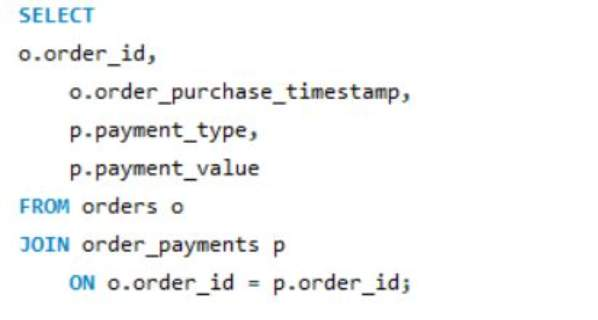 SELECT
o.order_id,
    o.order_purchase_timestamp,
    p.payment_type,
    p.payment_value
FROM orders o
JOIN order_payments p
    ON o.order_id = p.order_id;